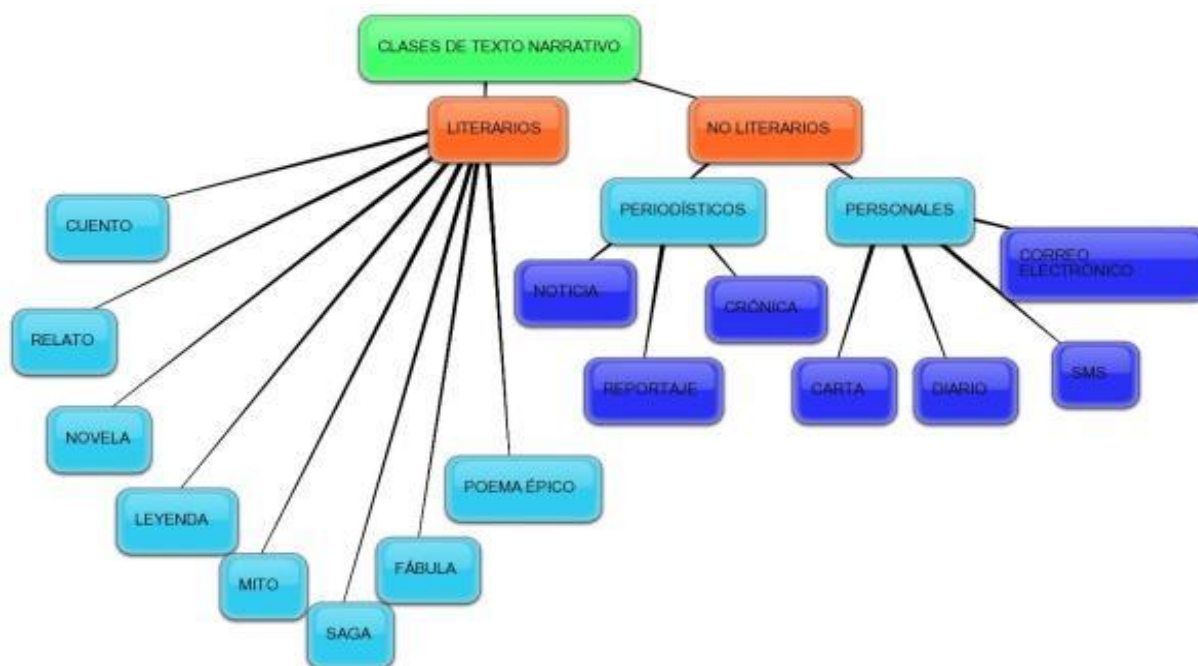 CLASES DE TEXTO NARRATIVO
LITERARIOS
NO LITERARIOS
CUENTO
RELATO
NOVELA
LEYENDA
MITO
SAGA
FÁBULA
POEMA ÉPICO
PERIODÍSTICOS
PERSONALES
NOTICIA
REPORTAJE
CRÓNICA
CARTA
DIARIO
SMS
CORREO
ELECTRÓNICO